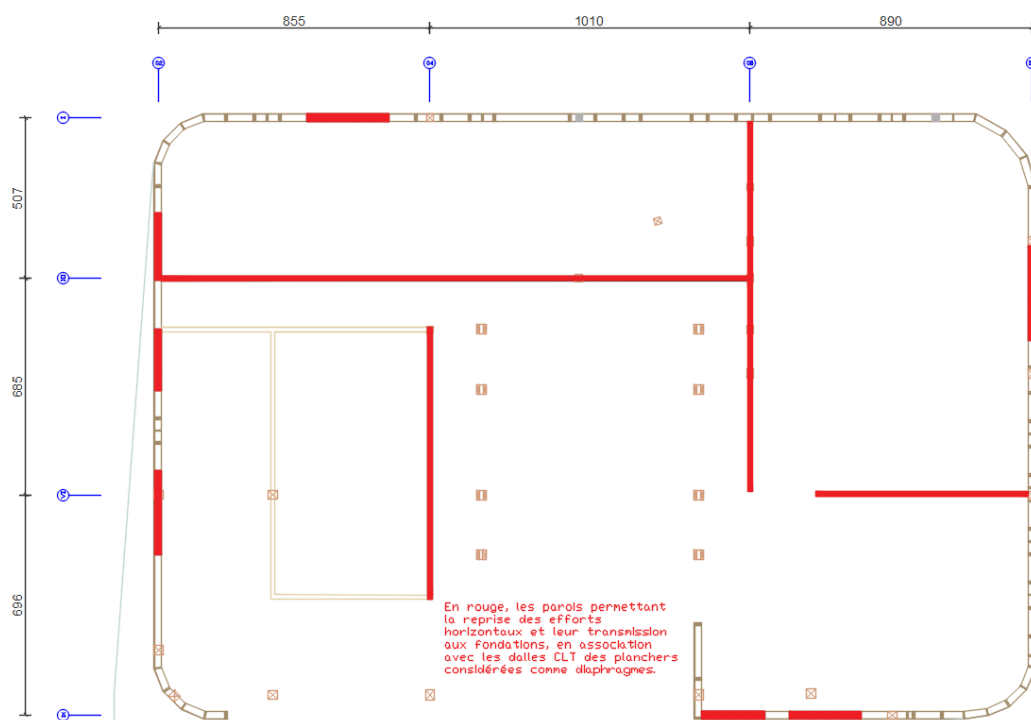 855 1010 890
507
685
696
En rouge, les parois permettant
la reprise des efforts
horizontaux et leur transmission
aux fondations, en association
avec les dalles CLT des planchers
considérées comme diaphragmes.